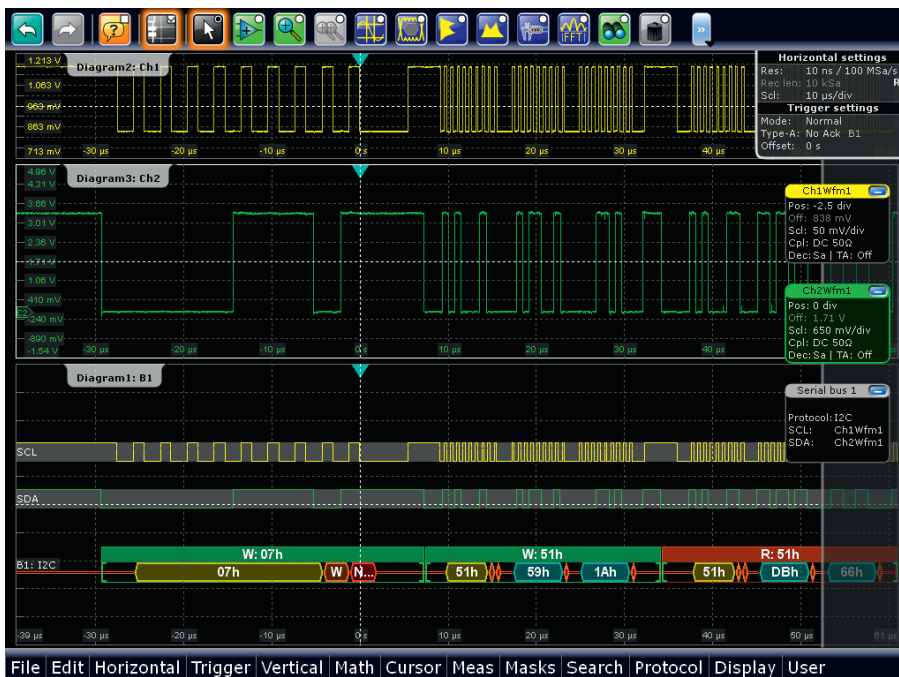 ?
(FFT)
»
1.213 V
1.063 V
963 mV
863 mV
713 mV
Diagram2: Ch1
-30 µs -20 µs -10 µs 0 s 10 µs 20 µs 30 µs 40 µs
Horizontal settings
Res: 10 ns / 100 MSa/s
Rec len: 10 kSa R
Scl: 10 µs/div
Trigger settings
Mode: Normal
Type-A: No Ack B1
Offset: 0 s
Diagram3: Ch2
4.96 V
4.31 V
3.66 V
3.01 V
2.36 V
1.71 V
1.06 V
410 mV
C2
-240 mV
-890 mV
-1.54 V
-30 µs -20 µs -10 µs 0 s 10 µs 20 µs 30 µs 40 µs
Ch1Wfm1
Pos: -2.5 div
Off: 838 mV
Scl: 50 mV/div
Cpl: DC 50Ω
Dec: Sa | TA: Off
Ch2Wfm1
Pos: 0 div
Off: 1.71 V
Scl: 650 mV/div
Cpl: DC 50Ω
Dec: Sa | TA: Off
Diagram1: B1
Serial bus 1
Protocol: I2C
SCL: Ch1Wfm1
SDA: Ch2Wfm1
SCL
SDA
B1: I2C
W: 07h W: 51h R: 51h
07h W N... 51h 59h 1Ah 51h DBh 66h
-39 µs -30 µs -20 µs -10 µs 0 s 10 µs 20 µs 30 µs 40 µs 50 µs 61 µs
File Edit Horizontal Trigger Vertical Math Cursor Meas Masks Search Protocol Display User